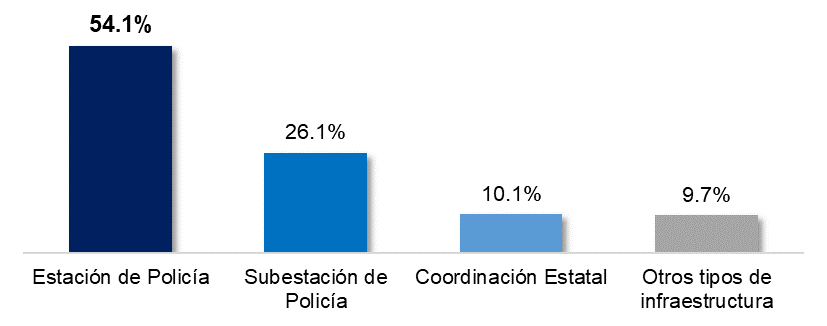 54.1%
26.1%
10.1%
9.7%
Estación de Policía
Subestación de
Policía
Coordinación Estatal
Otros tipos de
infraestructura